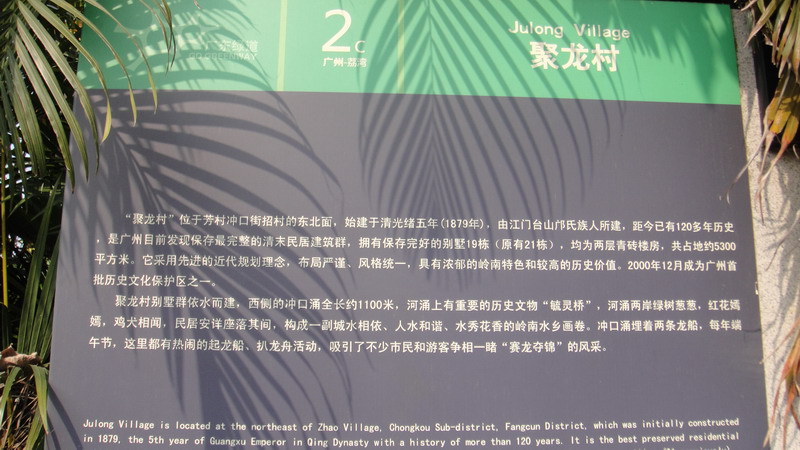 广东绿道
GD GREENWAY
2C
广州-荔湾
Julong Village
聚龙村
“聚龙村”位于芳村冲口街招村的东北面，始建于清光绪五年(1879年)，由江门台山邝氏族人所建，距今已有120多年历史
，是广州目前发现保存最完整的清末民居建筑群，拥有保存完好的别墅19栋（原有21栋），均为两层青砖楼房，共占地约5300
平方米。它采用先进的近代规划理念，布局严谨、风格统一，具有浓郁的岭南特色和较高的历史价值。2000年12月成为广州首
批历史文化保护区之一。
聚龙村别墅群依水而建，西侧的冲口涌全长约1100米，河涌上有重要的历史文物“毓灵桥”，河涌两岸绿树葱葱，红花嫣
嫣，鸡犬相闻，民居安详座落其间，构成一副城水相依、人水和谐、水秀花香的岭南水乡画卷。冲口涌埋着两条龙船，每年端
午节，这里都有热闹的起龙船、扒龙舟活动，吸引了不少市民和游客争相一睹“赛龙夺锦”的风采。
Julong Village is located at the northeast of Zhao Village, Chongkou Sub-district, Fangcun District, which was initially constructed
in 1879, the 5th year of Guangxu Emperor in Qing Dynasty with a history of more than 120 years. It is the best preserved residential